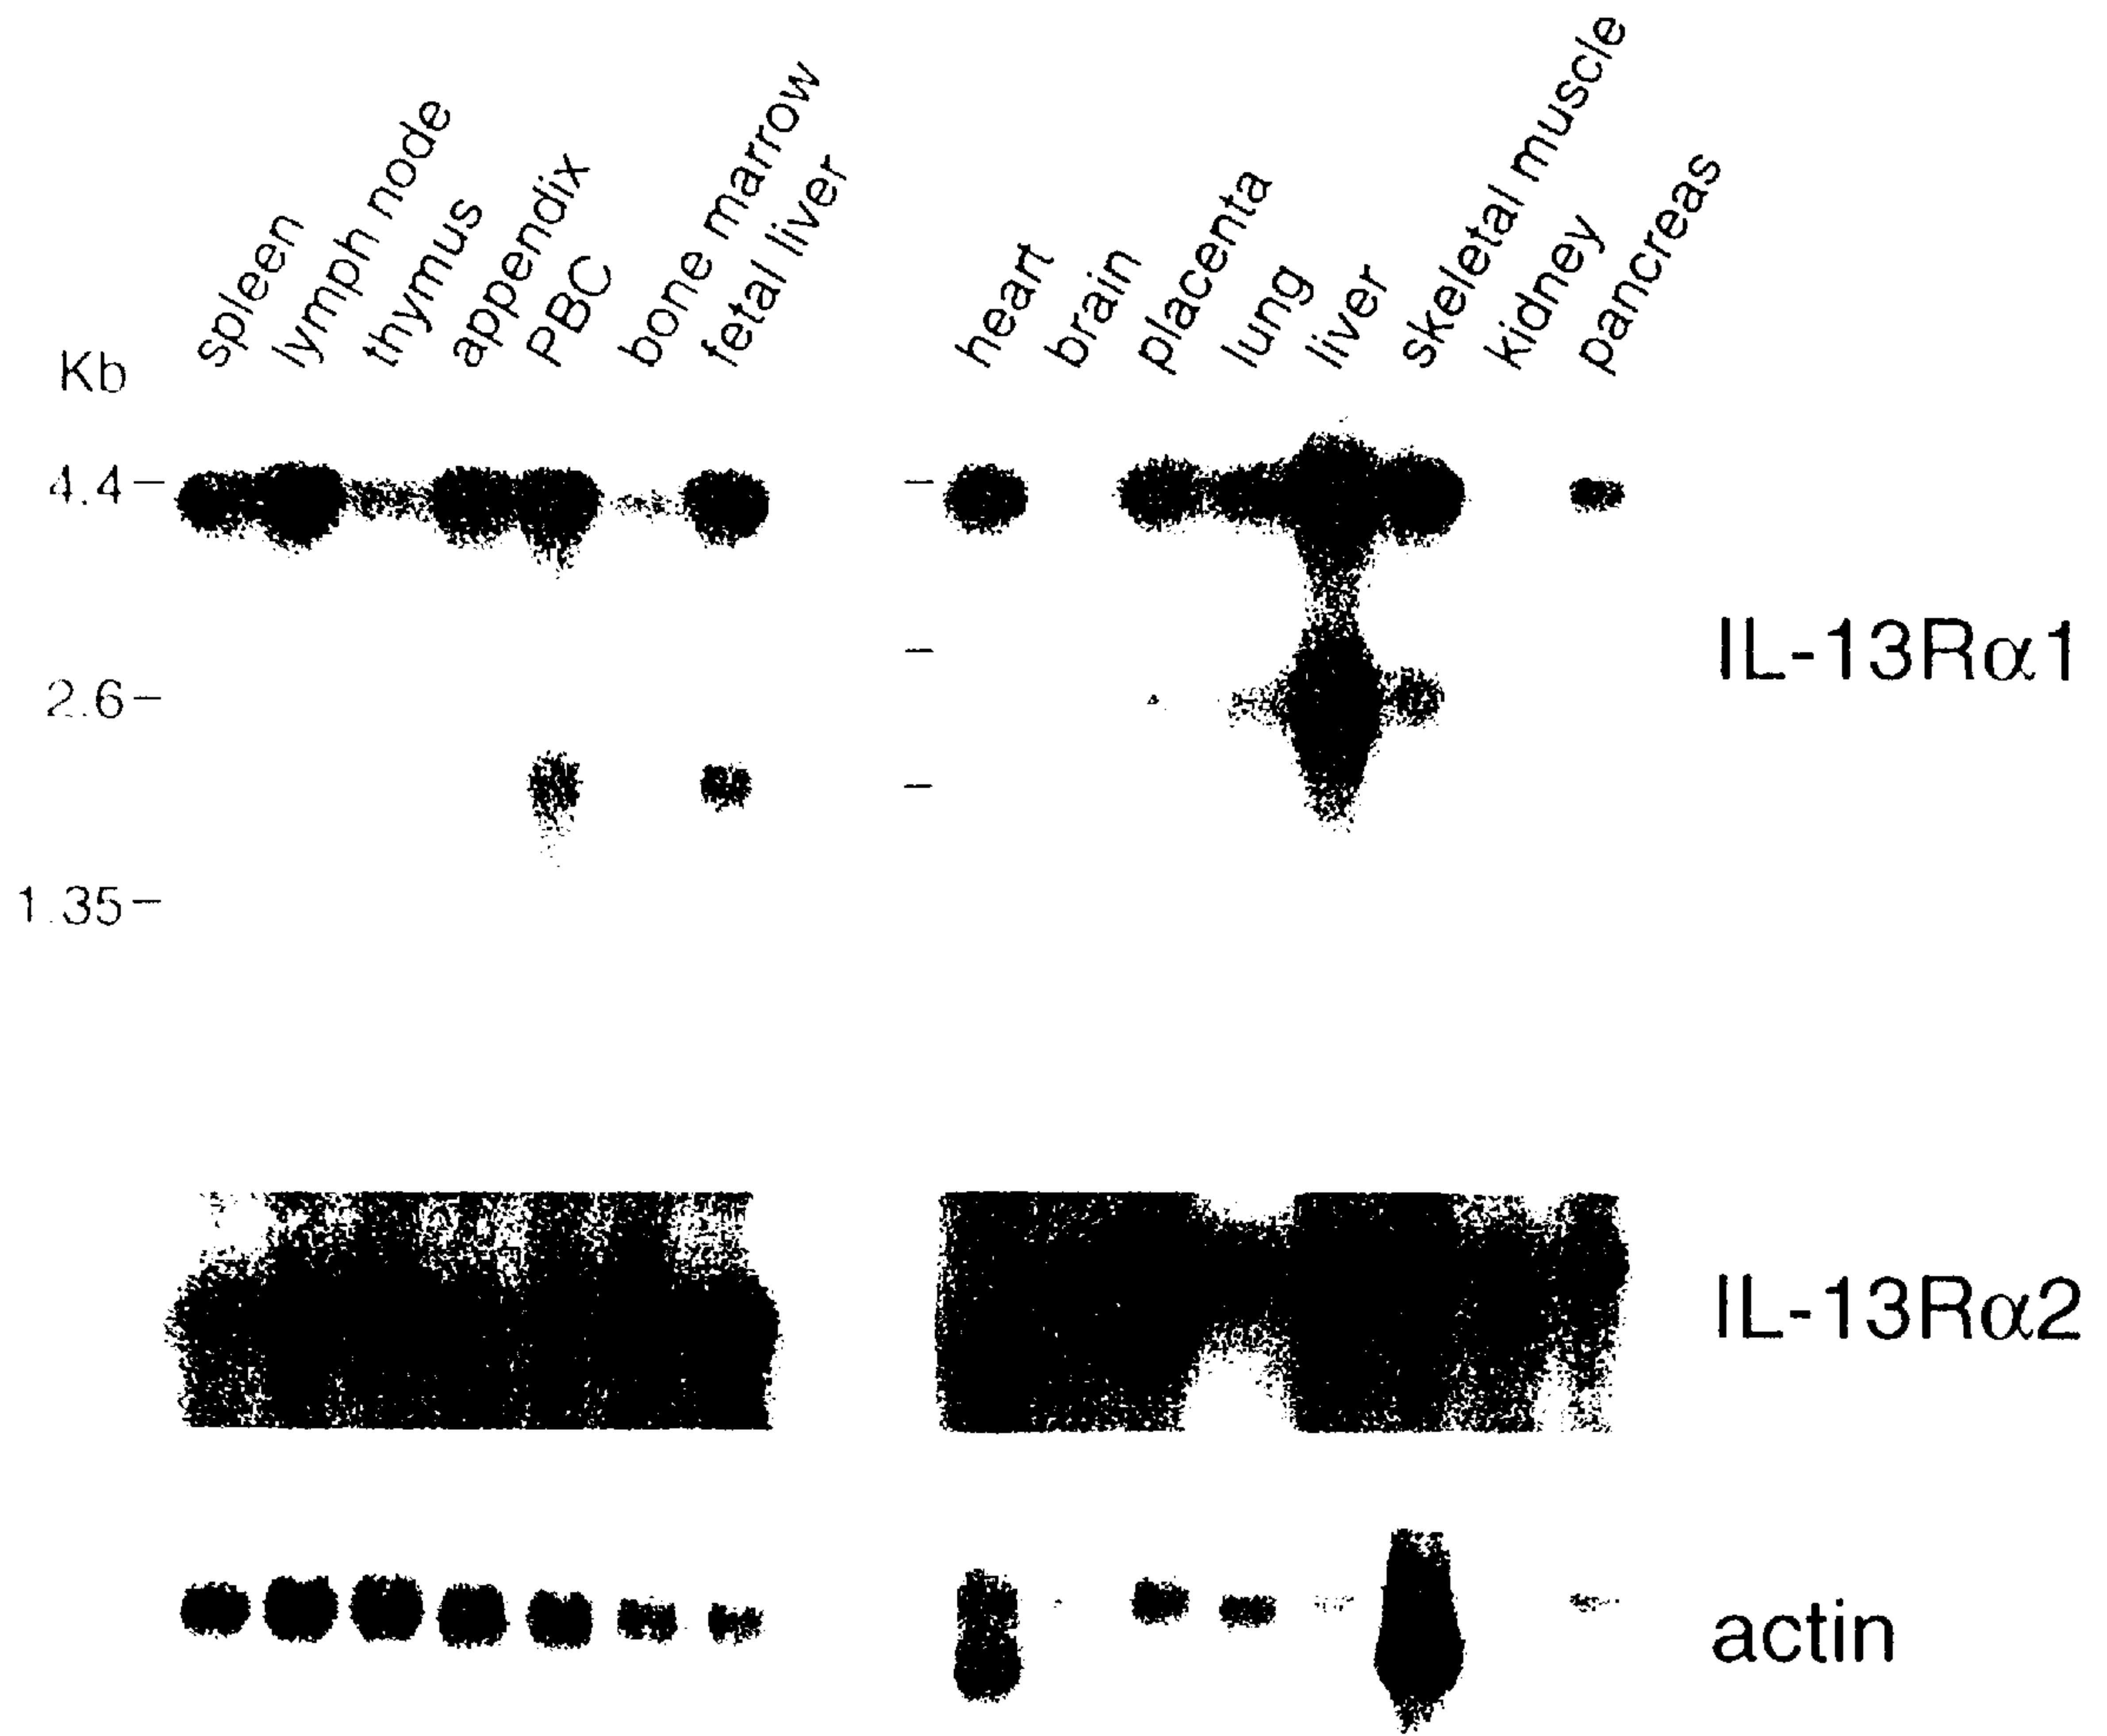 spleen
lymph node
thymus
appendix
PBC
bone marrow
fetal liver
heart
brain
placenta
lung
liver
skeletal muscle
kidney
pancreas
Kb
4.4
2.6
1.35
IL-13Rα1
IL-13Rα2
actin